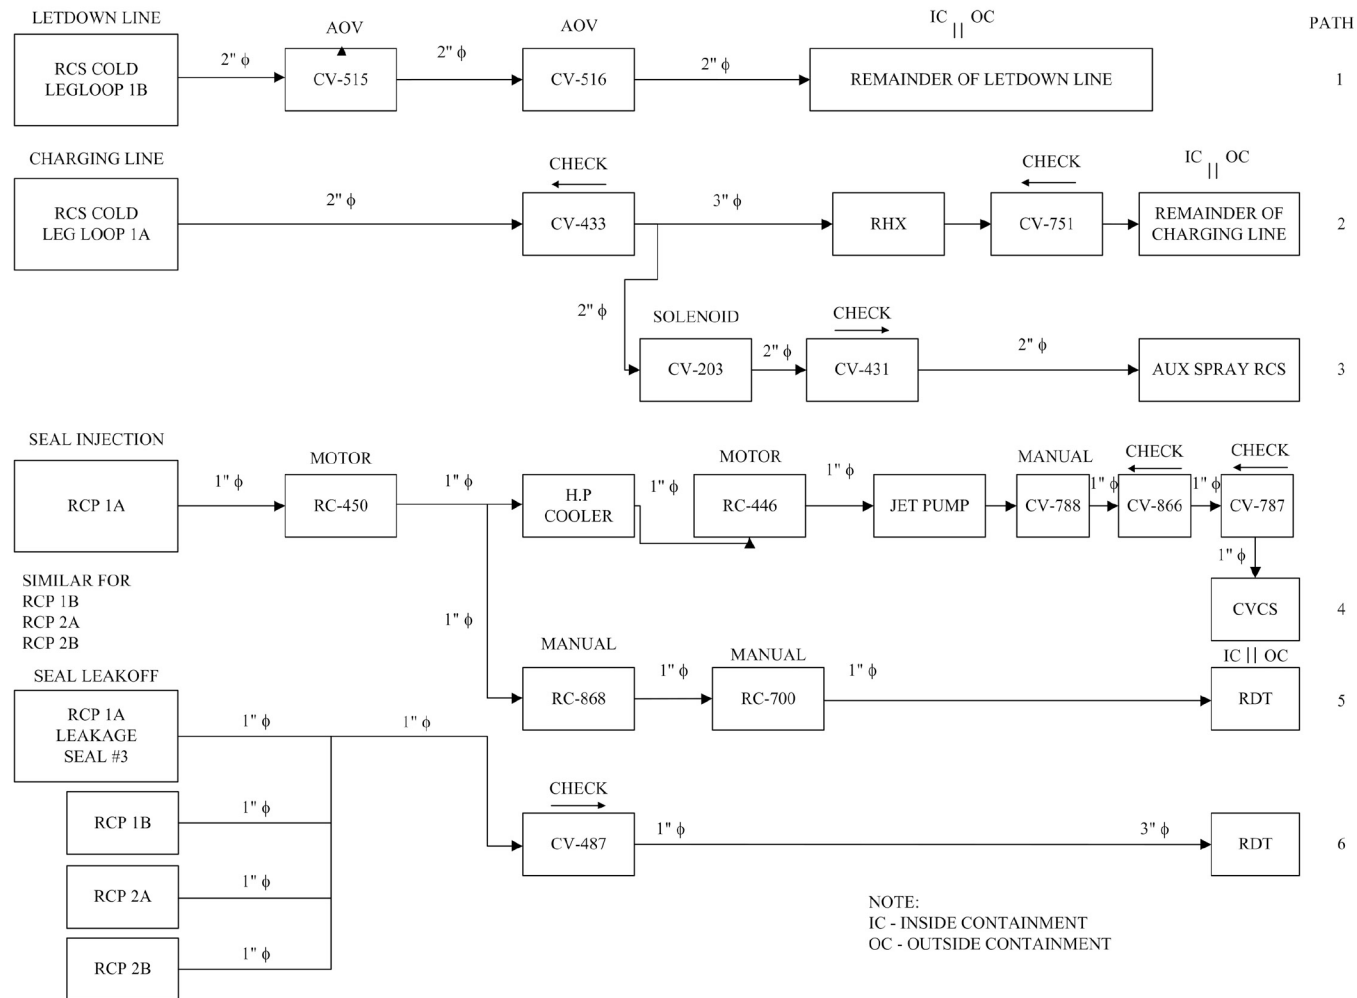 LETDOWN LINE
AOV
AOV
IC || OC
PATH
RCS COLD
LEGLOOP 1B
2" ϕ
CV-515
2" ϕ
CV-516
2" ϕ
REMAINDER OF LETDOWN LINE
1
CHARGING LINE
CHECK
CHECK
IC || OC
RCS COLD
LEG LOOP 1A
2" ϕ
CV-433
3" ϕ
RHX
CV-751
REMAINDER OF
CHARGING LINE
2
2" ϕ
SOLENOID
CHECK
CV-203
2" ϕ
CV-431
2" ϕ
AUX SPRAY RCS
3
SEAL INJECTION
MOTOR
MOTOR
MANUAL
CHECK
CHECK
RCP 1A
1" ϕ
RC-450
1" ϕ
H.P
COOLER
1" ϕ
RC-446
1" ϕ
JET PUMP
CV-788
1" ϕ
CV-866
1" ϕ
CV-787
1" ϕ
CVCS
4
SIMILAR FOR
RCP 1B
RCP 2A
RCP 2B
1" ϕ
MANUAL
MANUAL
IC || OC
RC-868
1" ϕ
RC-700
1" ϕ
RDT
5
SEAL LEAKOFF
RCP 1A
LEAKAGE
SEAL #3
1" ϕ
1" ϕ
CHECK
RCP 1B
1" ϕ
CV-487
1" ϕ
3" ϕ
RDT
6
RCP 2A
1" ϕ
RCP 2B
1" ϕ
NOTE:
IC - INSIDE CONTAINMENT
OC - OUTSIDE CONTAINMENT